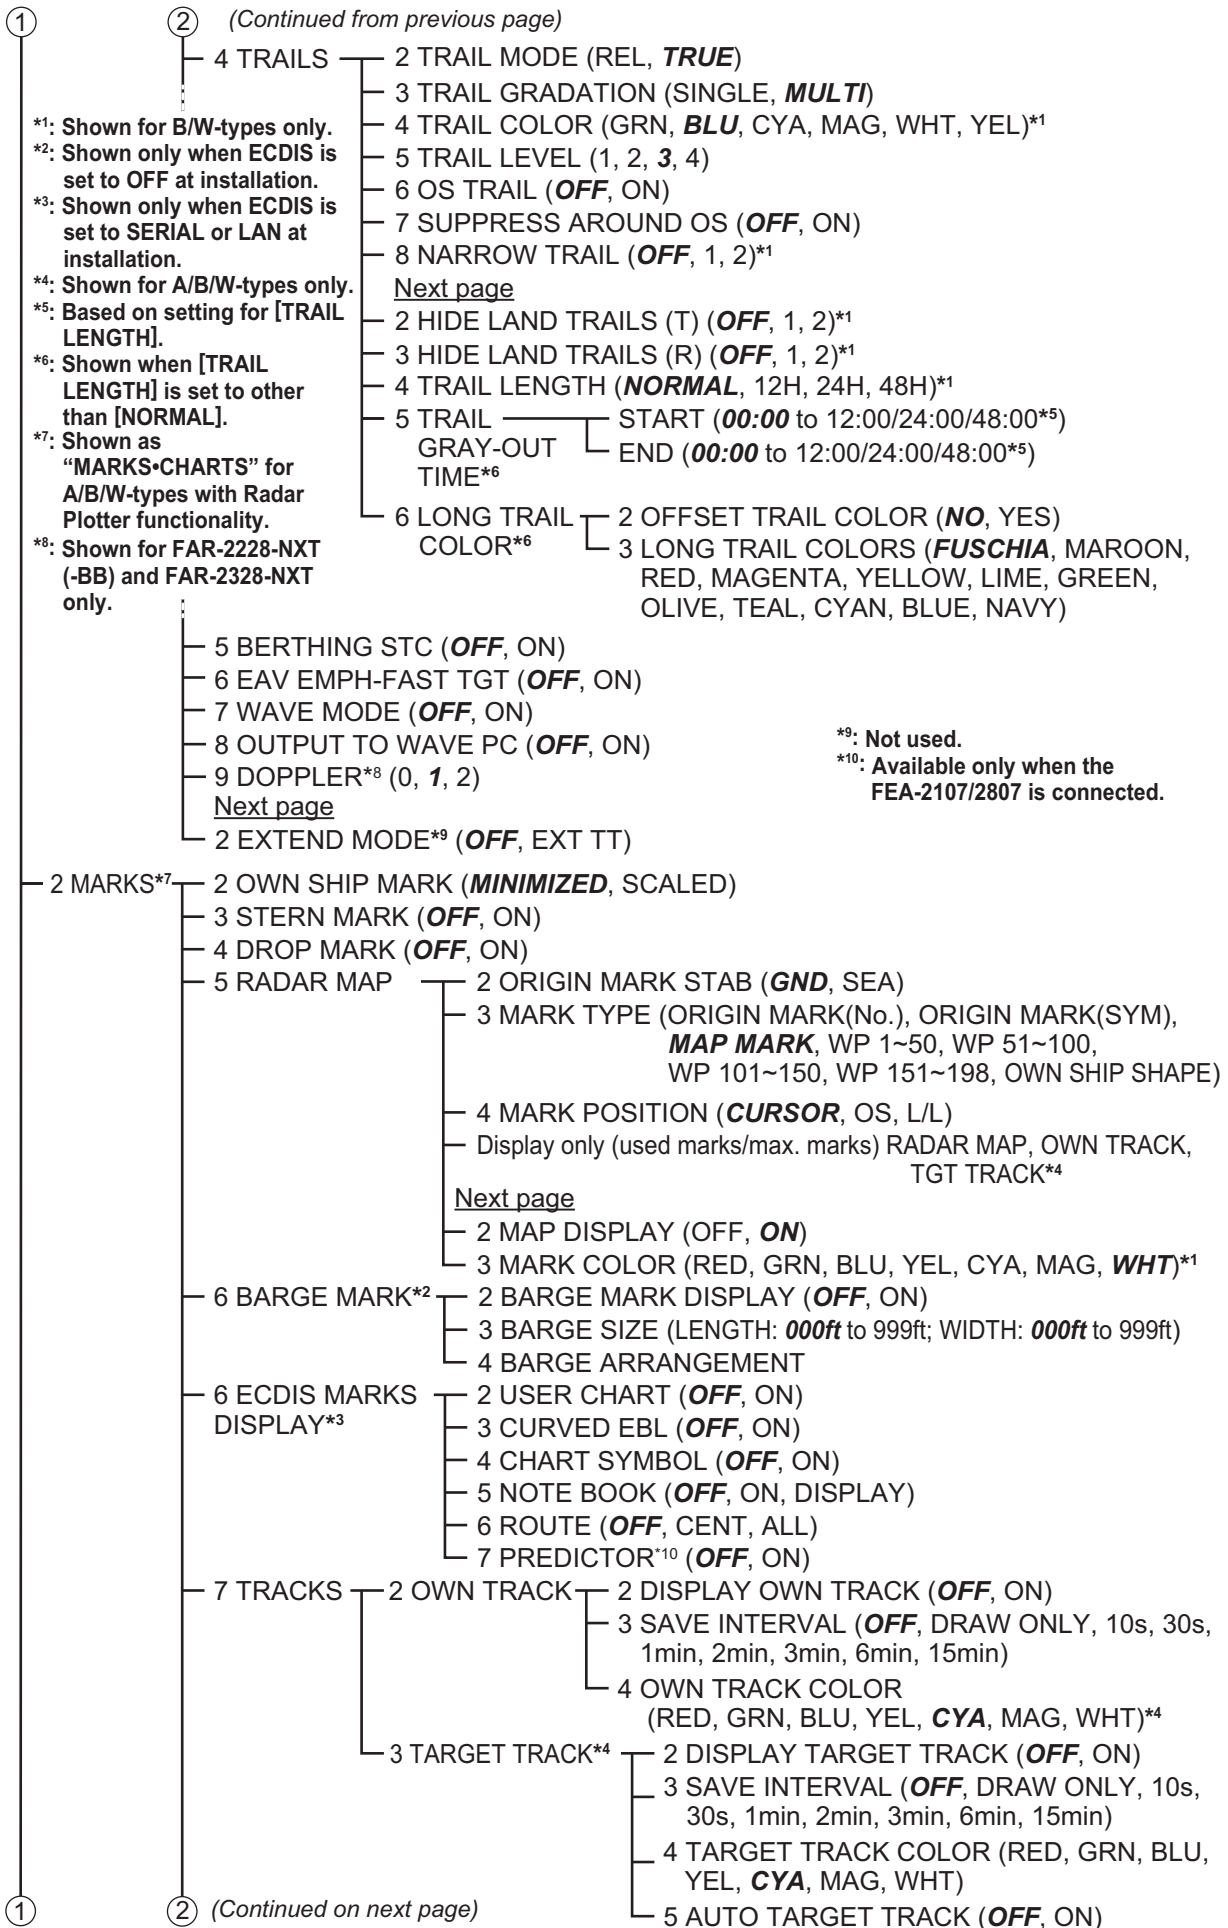 1
2 (Continued from previous page)
4 TRAILS
2 TRAIL MODE (REL, TRUE)
3 TRAIL GRADATION (SINGLE, MULTI)
4 TRAIL COLOR (GRN, BLU, CYA, MAG, WHT, YEL)*1
5 TRAIL LEVEL (1, 2, 3, 4)
6 OS TRAIL (OFF, ON)
7 SUPPRESS AROUND OS (OFF, ON)
8 NARROW TRAIL (OFF, 1, 2)*1
Next page
2 HIDE LAND TRAILS (T) (OFF, 1, 2)*1
3 HIDE LAND TRAILS (R) (OFF, 1, 2)*1
4 TRAIL LENGTH (NORMAL, 12H, 24H, 48H)*1
5 TRAIL
GRAY-OUT
TIME*6
START (00:00 to 12:00/24:00/48:00*5)
END (00:00 to 12:00/24:00/48:00*5)
6 LONG TRAIL
COLOR*6
2 OFFSET TRAIL COLOR (NO, YES)
3 LONG TRAIL COLORS (FUSCHIA, MAROON,
RED, MAGENTA, YELLOW, LIME, GREEN,
OLIVE, TEAL, CYAN, BLUE, NAVY)
*1: Shown for B/W-types only.
*2: Shown only when ECDIS is
set to OFF at installation.
*3: Shown only when ECDIS is
set to SERIAL or LAN at
installation.
*4: Shown for A/B/W-types only.
*5: Based on setting for [TRAIL
LENGTH].
*6: Shown when [TRAIL
LENGTH] is set to other
than [NORMAL].
*7: Shown as
“MARKS•CHARTS” for
A/B/W-types with Radar
Plotter functionality.
*8: Shown for FAR-2228-NXT
(-BB) and FAR-2328-NXT
only.
5 BERTHING STC (OFF, ON)
6 EAV EMPH-FAST TGT (OFF, ON)
7 WAVE MODE (OFF, ON)
8 OUTPUT TO WAVE PC (OFF, ON)
9 DOPPLER*8 (0, 1, 2)
Next page
2 EXTEND MODE*9 (OFF, EXT TT)
*9: Not used.
*10: Available only when the
FEA-2107/2807 is connected.
2 MARKS*7
2 OWN SHIP MARK (MINIMIZED, SCALED)
3 STERN MARK (OFF, ON)
4 DROP MARK (OFF, ON)
5 RADAR MAP
2 ORIGIN MARK STAB (GND, SEA)
3 MARK TYPE (ORIGIN MARK(No.), ORIGIN MARK(SYM),
MAP MARK, WP 1~50, WP 51~100,
WP 101~150, WP 151~198, OWN SHIP SHAPE)
4 MARK POSITION (CURSOR, OS, L/L)
Display only (used marks/max. marks) RADAR MAP, OWN TRACK,
TGT TRACK*4
Next page
2 MAP DISPLAY (OFF, ON)
3 MARK COLOR (RED, GRN, BLU, YEL, CYA, MAG, WHT)*1
6 BARGE MARK*2
2 BARGE MARK DISPLAY (OFF, ON)
3 BARGE SIZE (LENGTH: 000ft to 999ft; WIDTH: 000ft to 999ft)
4 BARGE ARRANGEMENT
6 ECDIS MARKS
DISPLAY*3
2 USER CHART (OFF, ON)
3 CURVED EBL (OFF, ON)
4 CHART SYMBOL (OFF, ON)
5 NOTE BOOK (OFF, ON, DISPLAY)
6 ROUTE (OFF, CENT, ALL)
7 PREDICTOR*10 (OFF, ON)
7 TRACKS
2 OWN TRACK
2 DISPLAY OWN TRACK (OFF, ON)
3 SAVE INTERVAL (OFF, DRAW ONLY, 10s, 30s,
1min, 2min, 3min, 6min, 15min)
4 OWN TRACK COLOR
(RED, GRN, BLU, YEL, CYA, MAG, WHT)*4
3 TARGET TRACK*4
2 DISPLAY TARGET TRACK (OFF, ON)
3 SAVE INTERVAL (OFF, DRAW ONLY, 10s,
30s, 1min, 2min, 3min, 6min, 15min)
4 TARGET TRACK COLOR (RED, GRN, BLU,
YEL, CYA, MAG, WHT)
5 AUTO TARGET TRACK (OFF, ON)
1
2 (Continued on next page)